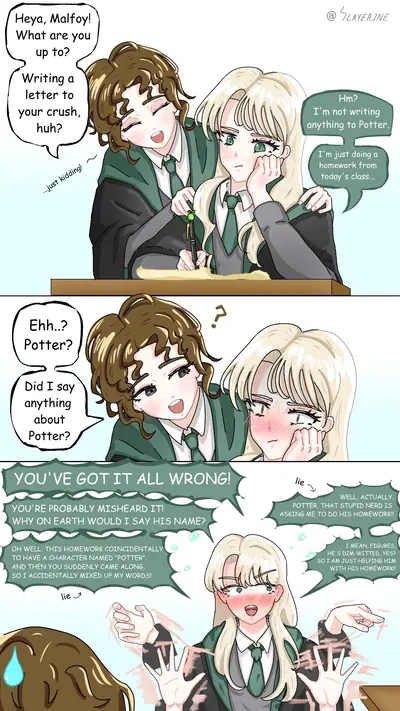 @SLAYERJNE
Heya, Malfoy!
What are you
up to?
Writing a
letter to
your crush,
huh?
...just kidding!
Hm?
I'm not writing
anything to Potter.
I'm just doing a
homework from
today's class...
Ehh..?
Potter?
?
Did I say
anything
about
Potter?
YOU'VE GOT IT ALL WRONG!
YOU'RE PROBABLY MISHEARD IT!
WHY ON EARTH WOULD I SAY HIS NAME?
OH WELL, THIS HOMEWORK COINCIDENTALLY
TO HAVE A CHARACTER NAMED "POTTER"
AND THEN YOU SUDDENLY CAME ALONG,
SO I ACCIDENTALLY MIXED UP MY WORDS!
lie
lie
WELL, ACTUALLY,
POTTER, THAT STUPID NERD IS
ASKING ME TO DO HIS HOMEWORK!
I MEAN, FIGURES,
HE'S DIM-WITTED, YES?
SO I AM JUST HELPING HIM
WITH HIS HOMEWORK!